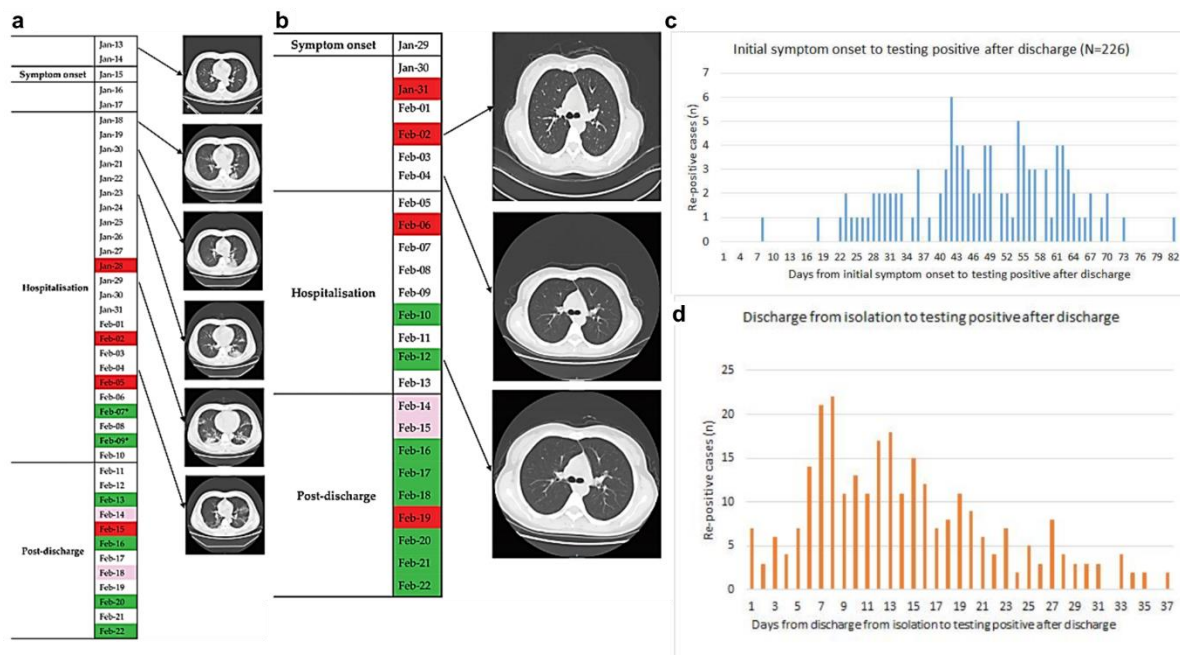 a
Jan-13
Jan-14
Symptom onset
Jan-15
Jan-16
Jan-17
Jan-18
Jan-19
Jan-20
Jan-21
Jan-22
Jan-23
Jan-24
Jan-25
Jan-26
Jan-27
Jan-28
Hospitalisation
Jan-29
Jan-30
Jan-31
Feb-01
Feb-02
Feb-03
Feb-04
Feb-05
Feb-06
Feb-07*
Feb-08
Feb-09*
Feb-10
Feb-11
Feb-12
Feb-13
Feb-14
Feb-15
Feb-16
Post-discharge
Feb-17
Feb-18
Feb-19
Feb-20
Feb-21
Feb-22
b
Symptom onset
Jan-29
Jan-30
Jan-31
Feb-01
Feb-02
Feb-03
Feb-04
Feb-05
Feb-06
Feb-07
Feb-08
Hospitalisation
Feb-09
Feb-10
Feb-11
Feb-12
Feb-13
Feb-14
Feb-15
Feb-16
Feb-17
Post-discharge
Feb-18
Feb-19
Feb-20
Feb-21
Feb-22
c
Initial symptom onset to testing positive after discharge (N=226)
Re-positive cases (n)
7
6
5
4
3
2
1
0
1 4 7 10 13 16 19 22 25 28 31 34 37 40 43 46 49 52 55 58 61 64 67 70 73 76 79 82
Days from initial symptom onset to testing positive after discharge
d
Discharge from isolation to testing positive after discharge
Re-positive cases (n)
25
20
15
10
5
0
1 3 5 7 9 11 13 15 17 19 21 23 25 27 29 31 33 35 37
Days from discharge from isolation to testing positive after discharge